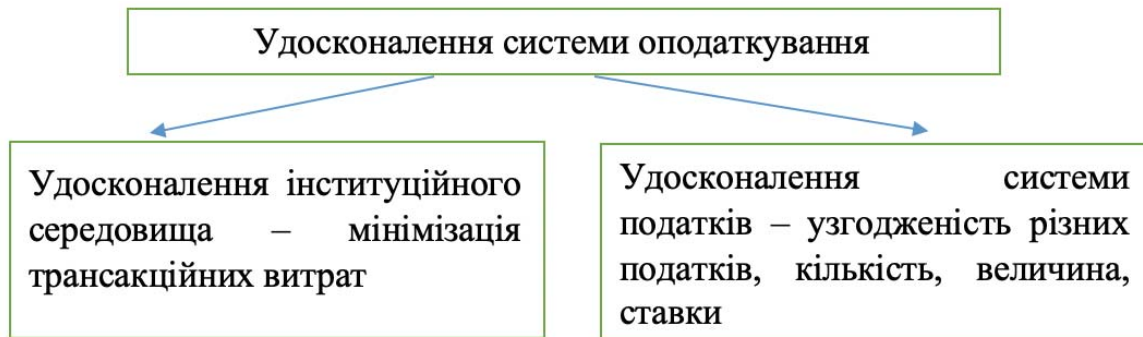 Удосконалення системи оподаткування
Удосконалення інституційного
середовища – мінімізація
трансакційних витрат
Удосконалення системи
податків – узгодженість різних
податків, кількість, величина,
ставки